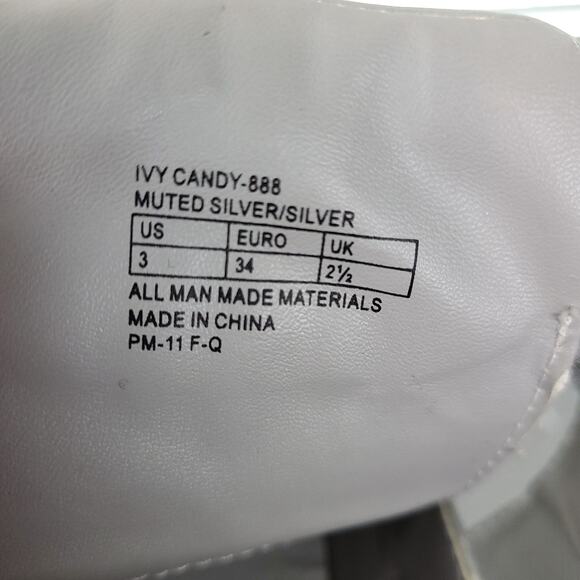 IVY CANDY-888
MUTED SILVER/SILVER
US EURO UK
3 34 2½
ALL MAN MADE MATERIALS
MADE IN CHINA
PM-11 F-Q